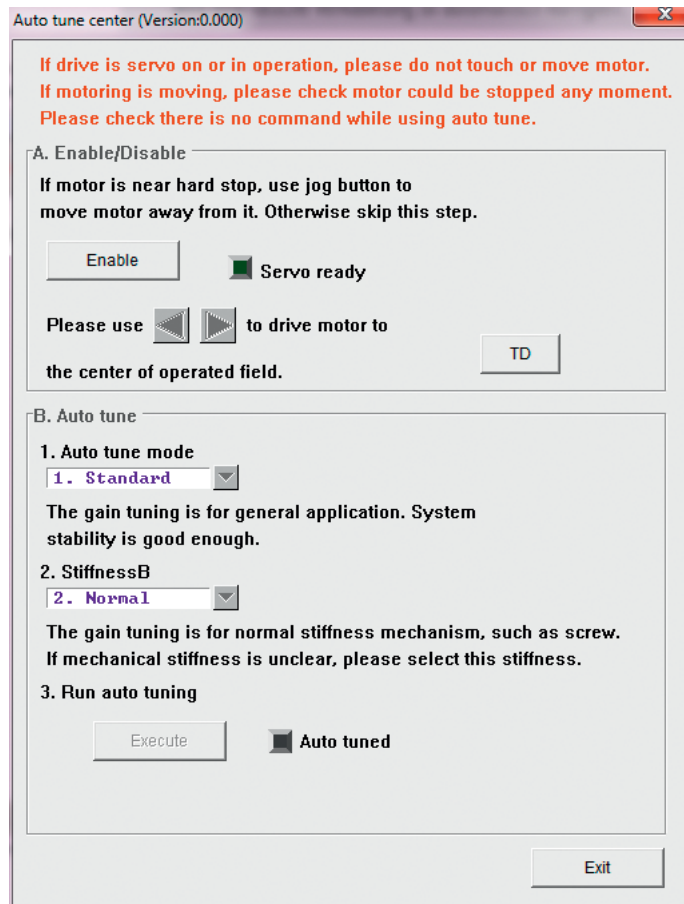 Auto tune center (Version:0.000)
x
If drive is servo on or in operation, please do not touch or move motor.
If motoring is moving, please check motor could be stopped any moment.
Please check there is no command while using auto tune.
A. Enable/Disable
If motor is near hard stop, use jog button to
move motor away from it. Otherwise skip this step.
Enable
Servo ready
Please use
to drive motor to
TD
the center of operated field.
B. Auto tune
1. Auto tune mode
1. Standard
The gain tuning is for general application. System
stability is good enough.
2. StiffnessB
2. Normal
The gain tuning is for normal stiffness mechanism, such as screw.
If mechanical stiffness is unclear, please select this stiffness.
3. Run auto tuning
Execute
Auto tuned
Exit